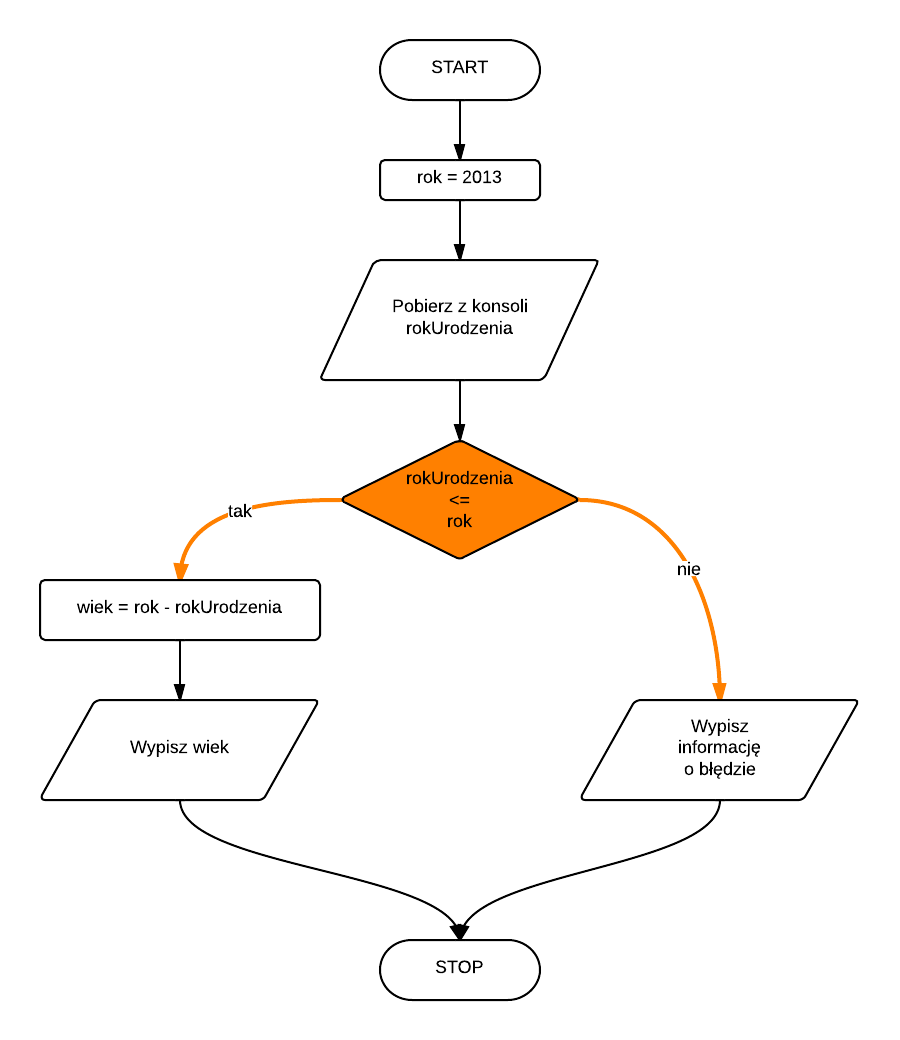 START
rok = 2013
Pobierz z konsoli
rokUrodzenia
rokUrodzenia
<=
rok
tak
nie
wiek = rok - rokUrodzenia
Wypisz wiek
Wypisz
informację
o błędzie
STOP